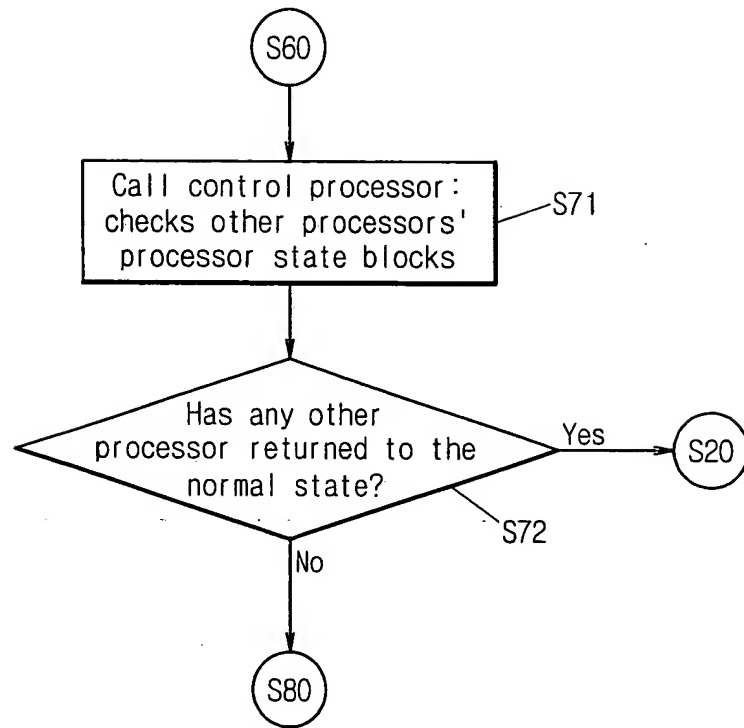 S60
Call control processor:
checks other processors'
processor state blocks
S71
Has any other
processor returned to the
normal state?
Yes
S20
S72
No
S80